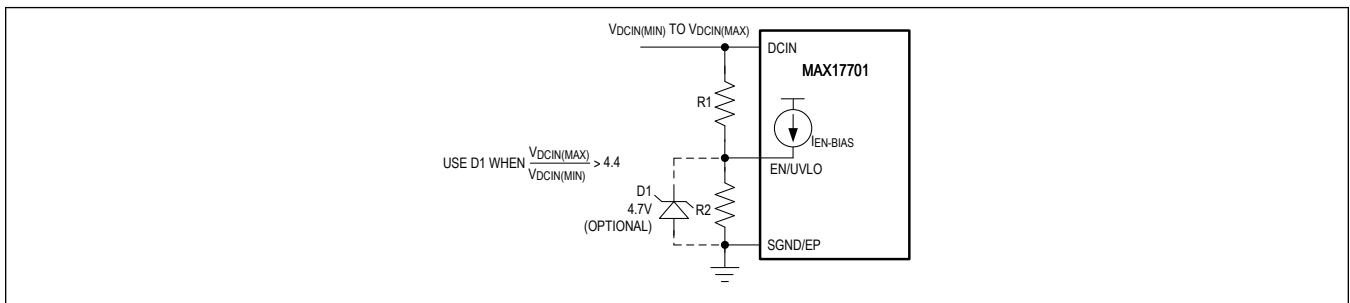 VDCIN(MIN) TO VDCIN(MAX)
DCIN
MAX17701
R1
IEN-BIAS
USE D1 WHEN VDCIN(MAX)/VDCIN(MIN) > 4.4
EN/UVLO
D1
4.7V
(OPTIONAL)
R2
SGND/EP